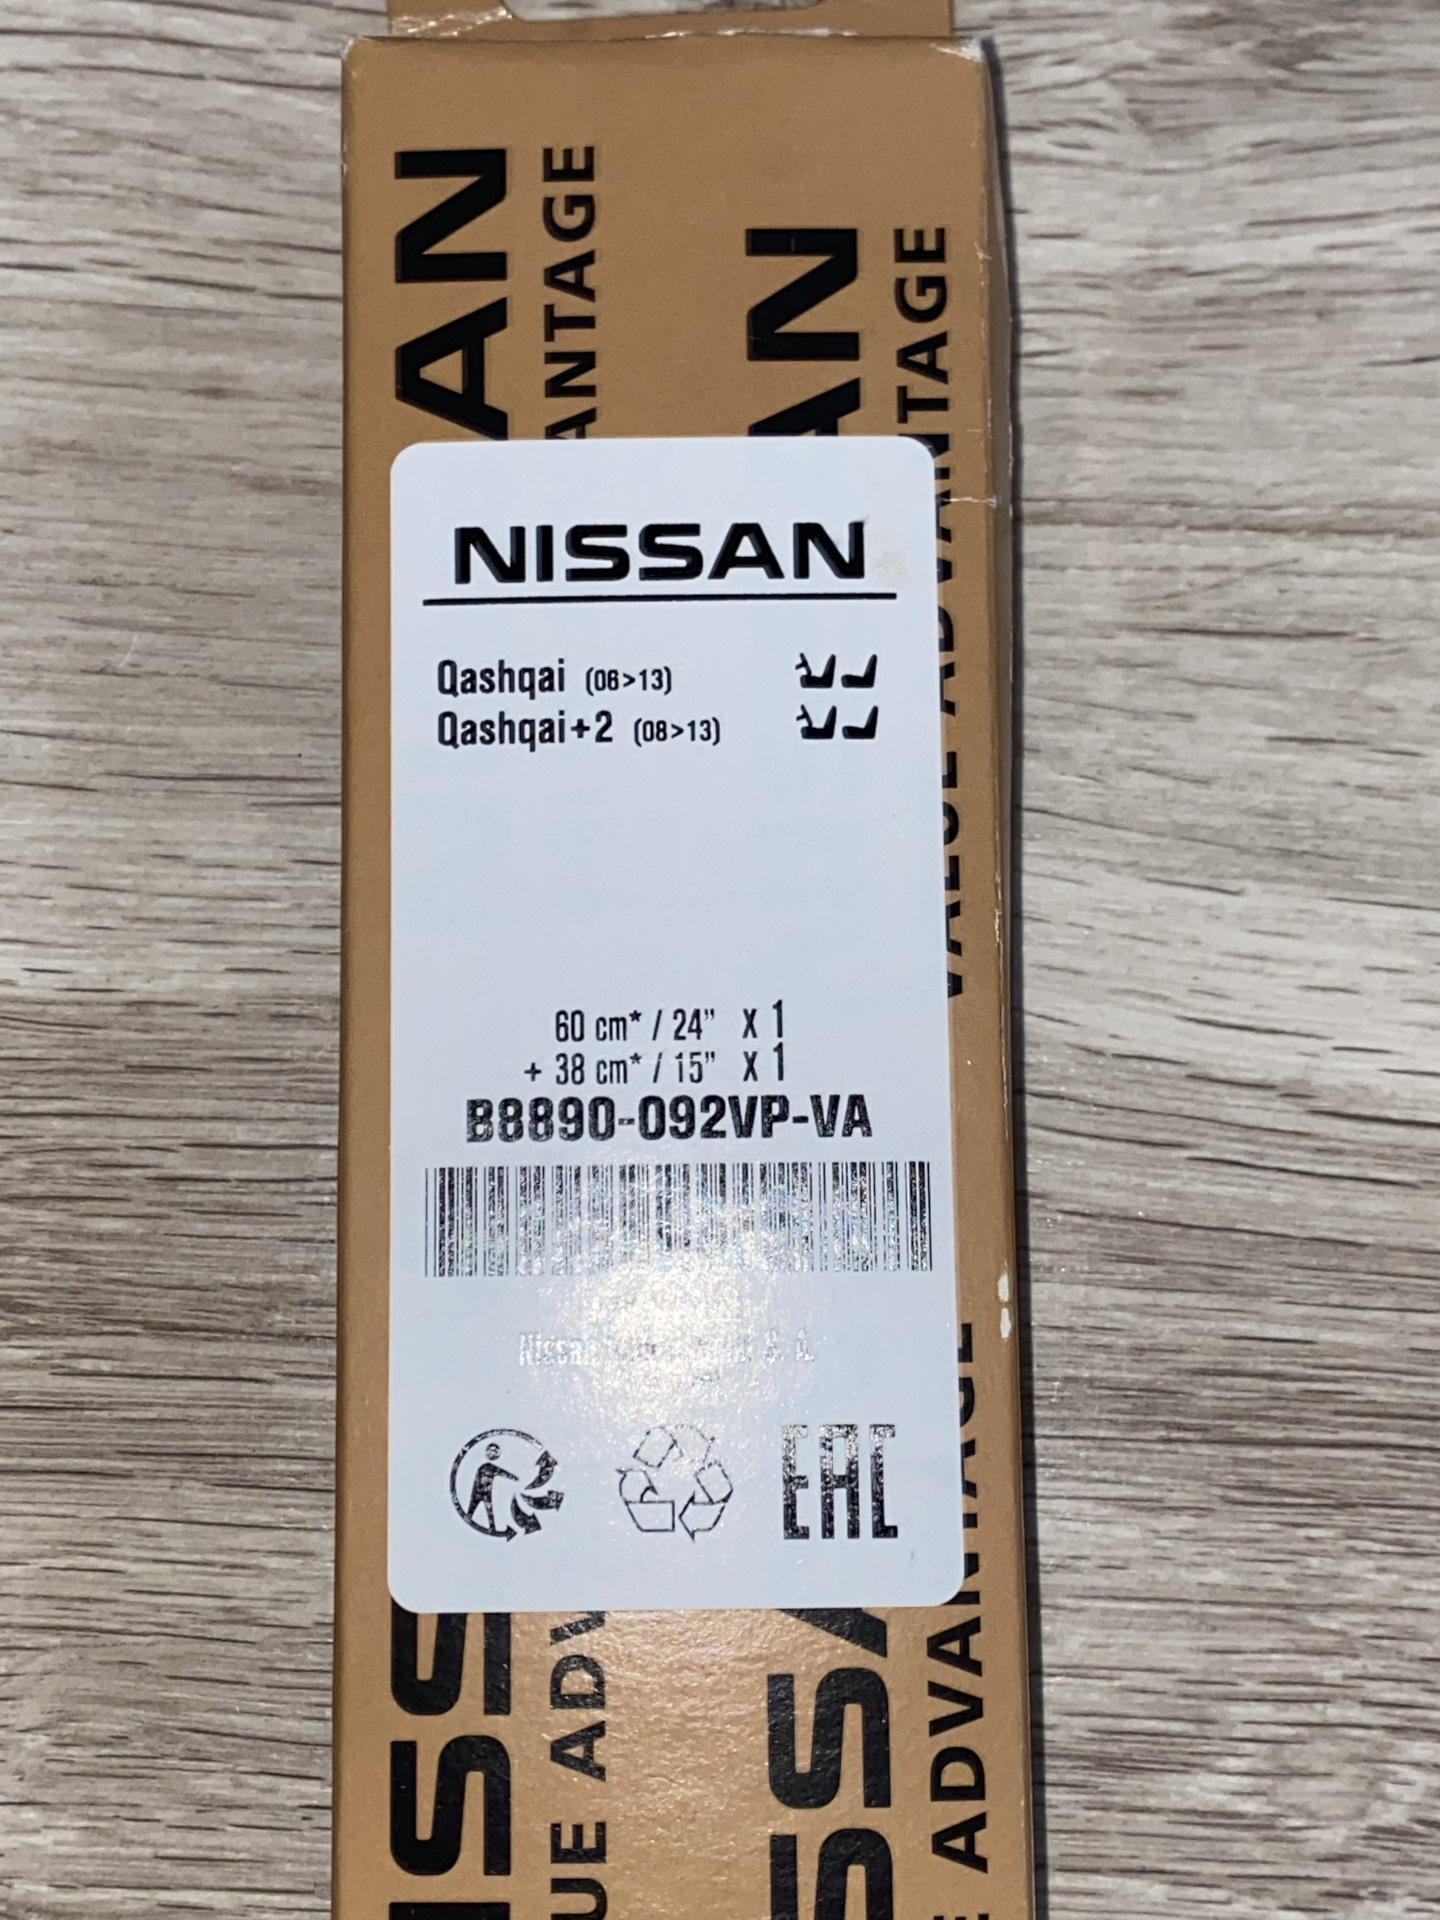 NISSAN
VALUE ADVANTAGE
NISSAN
VALUE ADVANTAGE
NISSAN
Qashqai (06>13)
Qashqai+2 (08>13)
60 cm* / 24" X 1
+ 38 cm* / 15" X 1
B8890-092VP-VA
Nissan S. A.
EAC